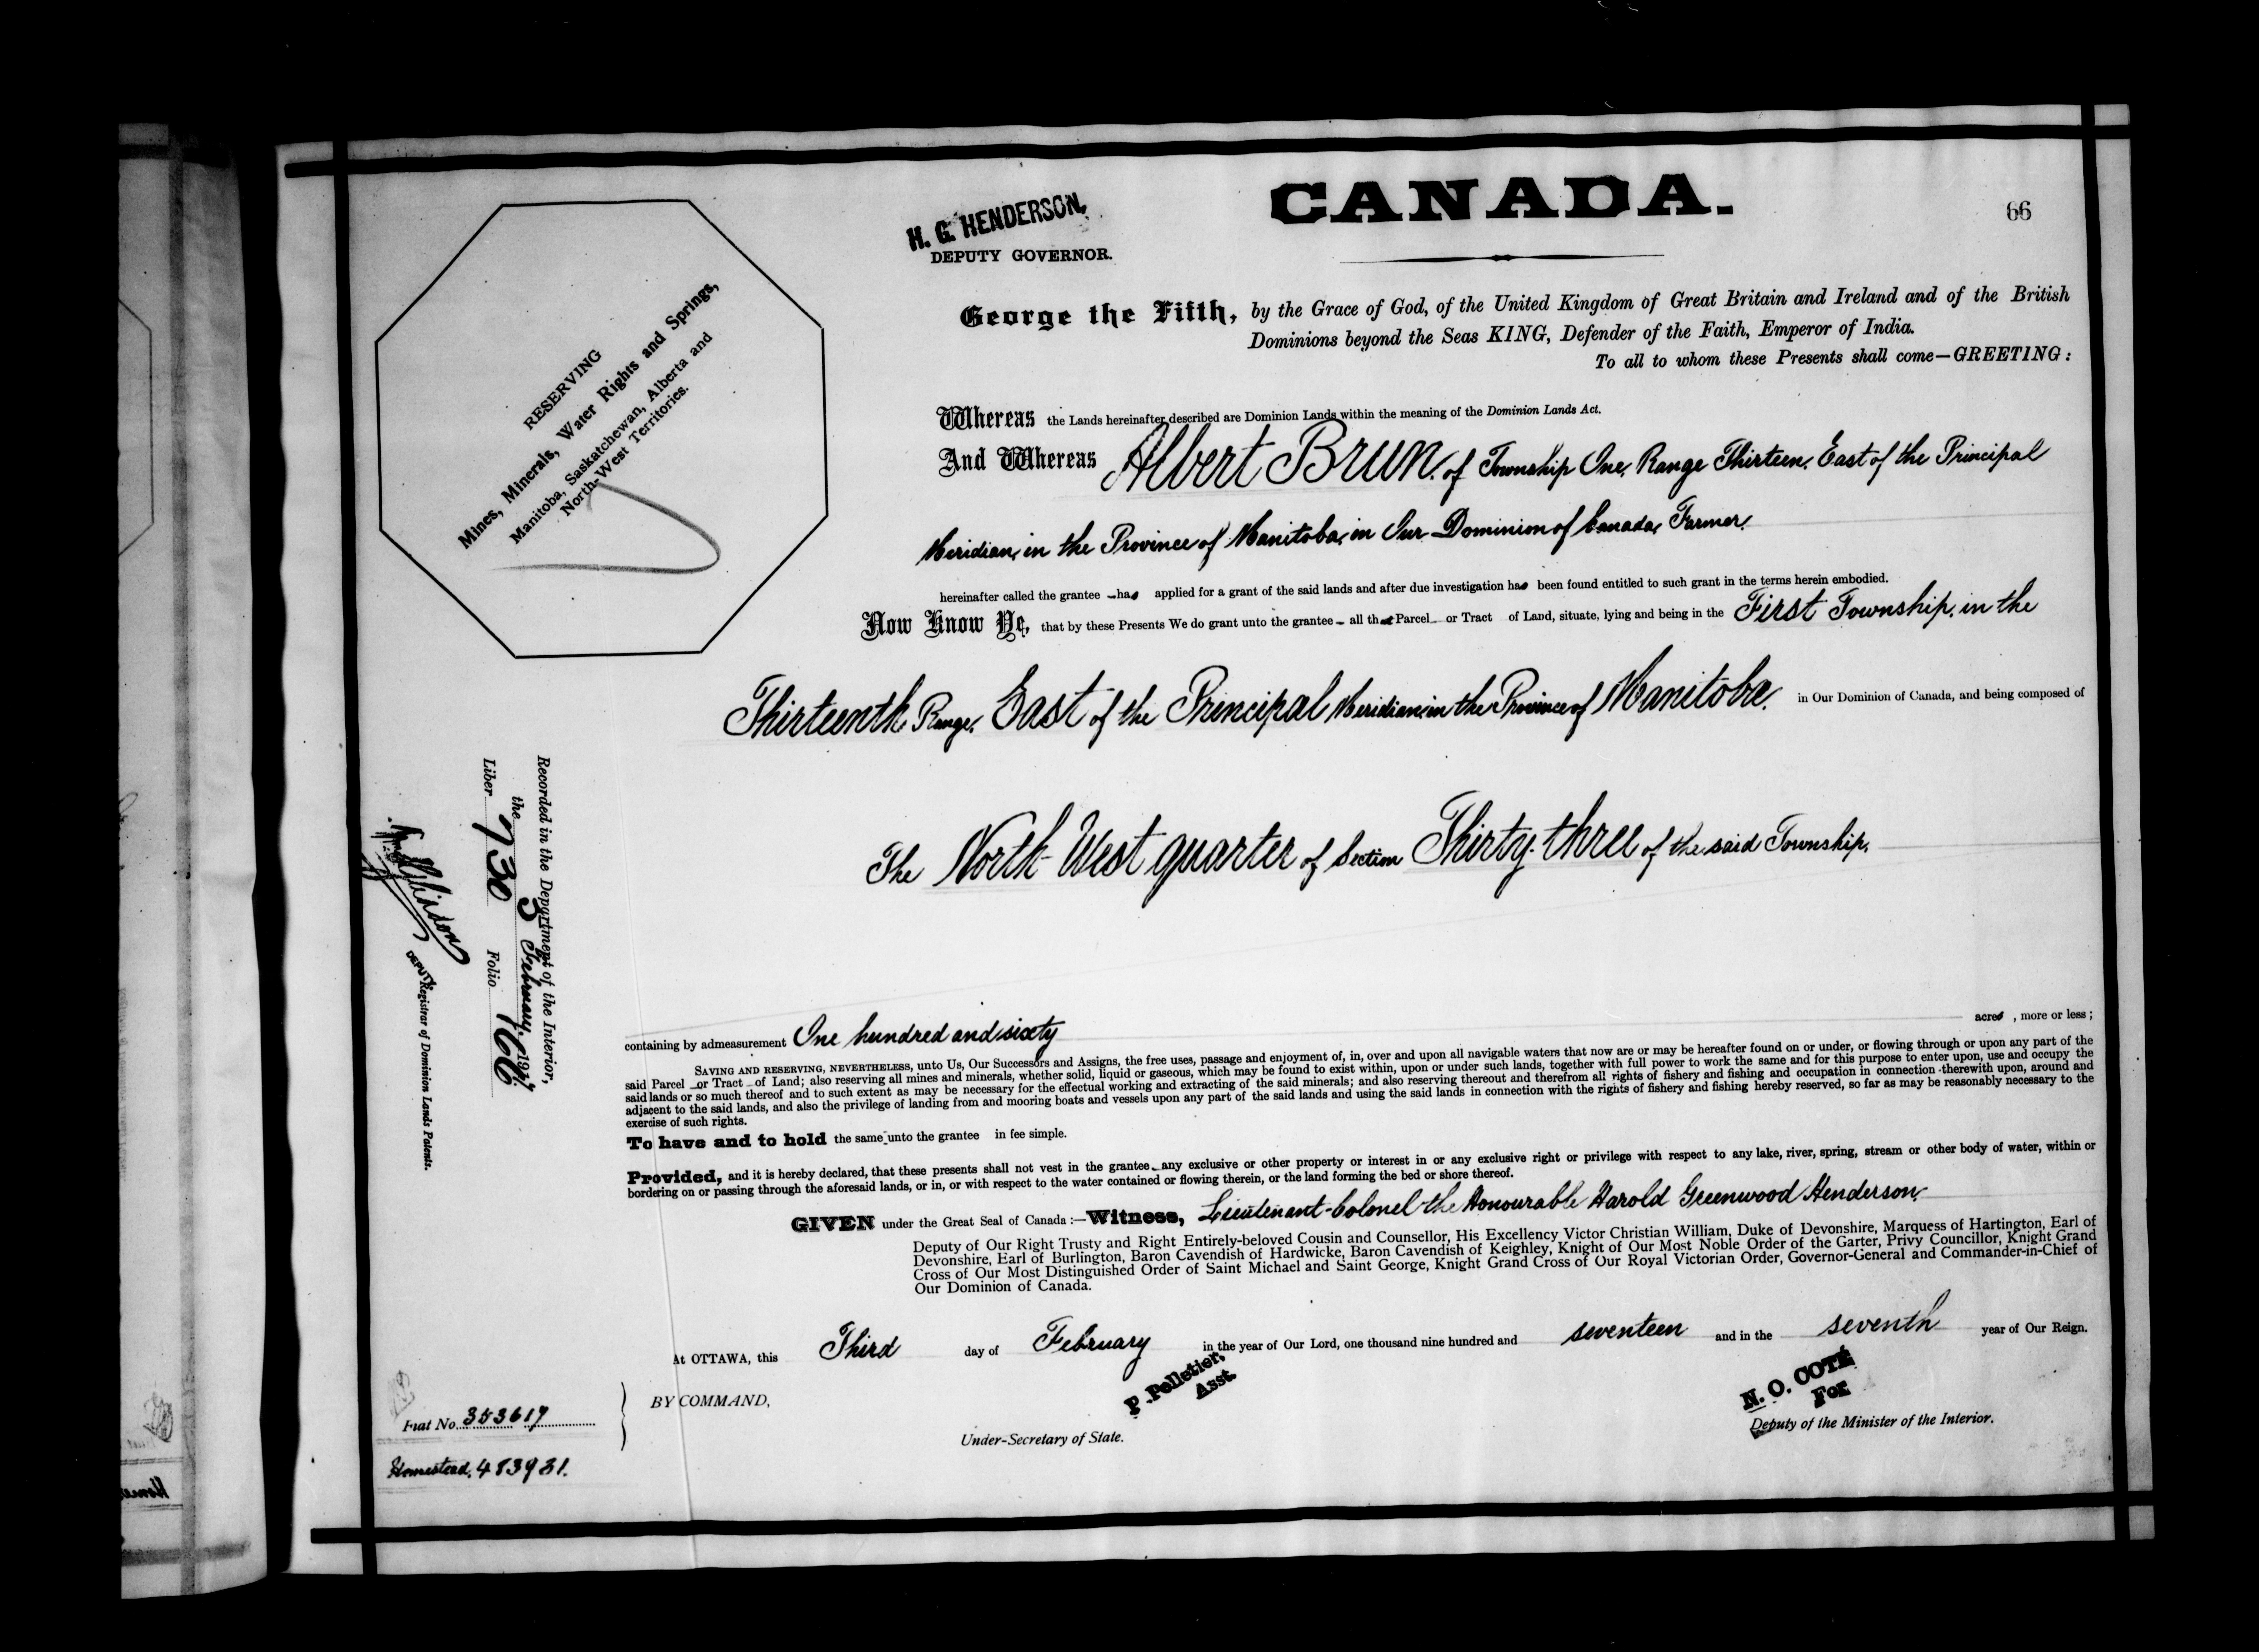 CANADA.
66
H. G. HENDERSON,
DEPUTY GOVERNOR.
RESERVING
Mines, Minerals, Water Rights and Springs,
Manitoba, Saskatchewan, Alberta and
North-West Territories.
George the Fifth, by the Grace of God, of the United Kingdom of Great Britain and Ireland and of the British
Dominions beyond the Seas KING, Defender of the Faith, Emperor of India.
To all to whom these Presents shall come—GREETING:
Whereas the Lands hereinafter described are Dominion Lands within the meaning of the Dominion Lands Act.
And Whereas Albert Brun, of Township One, Range Thirteen, East of the Principal
Meridian, in the Province of Manitoba, in Our Dominion of Canada, Farmer,
hereinafter called the grantee has applied for a grant of the said lands and after due investigation has been found entitled to such grant in the terms herein embodied.
Now Know Ye, that by these Presents We do grant unto the grantee all that Parcel or Tract of Land, situate, lying and being in the First Township, in the
Thirteenth Range, East of the Principal Meridian, in the Province of Manitoba, in Our Dominion of Canada, and being composed of
The North-West quarter of Section Thirty-three of the said Township,
containing by admeasurement One hundred and sixty acres, more or less;
SAVING AND RESERVING, NEVERTHELESS, unto Us, Our Successors and Assigns, the free uses, passage and enjoyment of, in, over and upon all navigable waters that now are or may be hereafter found on or under, or flowing through or upon any part of the
said Parcel or Tract of Land; also reserving all mines and minerals, whether solid, liquid or gaseous, which may be found to exist within, upon or under such lands, together with full power to work the same and for this purpose to enter upon, use and occupy the
said lands or so much thereof and to such extent as may be necessary for the effectual working and extracting of the said minerals; and also reserving thereout and therefrom all rights of fishery and fishing and occupation in connection therewith upon, around and
adjacent to the said lands, and also the privilege of landing from and mooring boats and vessels upon any part of the said lands and using the said lands in connection with the rights of fishery and fishing hereby reserved, so far as may be reasonably necessary to the
exercise of such rights.
To have and to hold the same unto the grantee in fee simple.
Provided, and it is hereby declared, that these presents shall not vest in the grantee any exclusive or other property or interest in or any exclusive right or privilege with respect to any lake, river, spring, stream or other body of water, within or
bordering on or passing through the aforesaid lands, or in, or with respect to the water contained or flowing therein, or the land forming the bed or shore thereof.
GIVEN under the Great Seal of Canada:—Witness, Lieutenant-Colonel the Honourable Harold Greenwood Henderson
Deputy of Our Right Trusty and Right Entirely-beloved Cousin and Counsellor, His Excellency Victor Christian William, Duke of Devonshire, Marquess of Hartington, Earl of
Devonshire, Earl of Burlington, Baron Cavendish of Hardwicke, Baron Cavendish of Keighley, Knight of Our Most Noble Order of the Garter, Privy Councillor, Knight Grand
Cross of Our Most Distinguished Order of Saint Michael and Saint George, Knight Grand Cross of Our Royal Victorian Order, Governor-General and Commander-in-Chief of
Our Dominion of Canada.
At OTTAWA, this Third day of February in the year of Our Lord, one thousand nine hundred and seventeen and in the seventh year of Our Reign.
BY COMMAND,
P. Pelletier,
Asst.
Under-Secretary of State.
N. O. COTÉ
For
Deputy of the Minister of the Interior.
Recorded in the Department of the Interior,
the 3 February, 1917.
Liber 730 Folio 166
DEPUTY Registrar of Dominion Lands Patents.
Fiat No. 353617
Homestead, 483931.